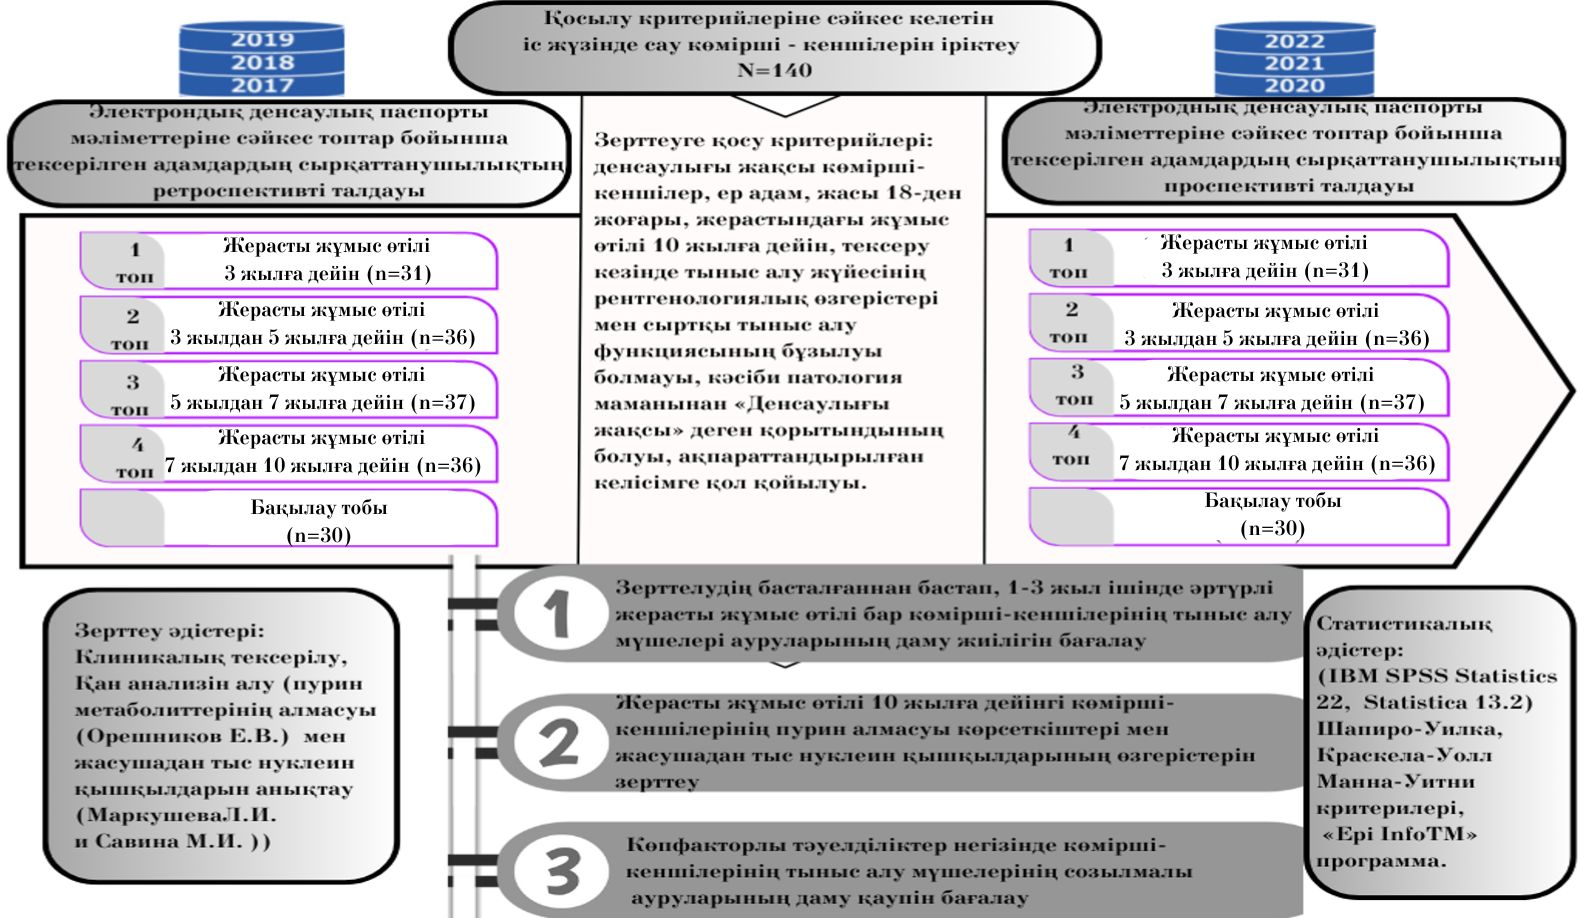 Қосылу критерийлеріне сәйкес келетін
іс жүзінде сау көмірші - кеншілерін іріктеу
N=140
2019
2018
2017
Электрондық денсаулық паспорты
мәліметтеріне сәйкес топтар бойынша
тексерілген адамдардың сырқаттанушылықтың
ретроспективті талдауы
1
топ
Жерасты жұмыс өтілі
3 жылға дейін (n=31)
2
топ
Жерасты жұмыс өтілі
3 жылдан 5 жылға дейін (n=36)
3
топ
Жерасты жұмыс өтілі
5 жылдан 7 жылға дейін (n=37)
4
топ
Жерасты жұмыс өтілі
7 жылдан 10 жылға дейін (n=36)
Бақылау тобы
(n=30)
Зерттеуге қосу критерийлері:
денсаулығы жақсы көмірші-
кеншілер, ер адам, жасы 18-ден
жоғары, жерастындағы жұмыс
өтілі 10 жылға дейін, тексеру
кезінде тыныс алу жүйесінің
рентгенологиялық өзгерістері
мен сыртқы тыныс алу
функциясының бұзылуы
болмауы, кәсіби патология
маманынан «Денсаулығы
жақсы» деген қорытындының
болуы, ақпараттандырылған
келісімге қол қойылуы.
2022
2021
2020
Электродның денсаулық паспорты
мәліметтеріне сәйкес топтар бойынша
тексерілген адамдардың сырқаттанушылықтың
проспективті талдауы
1
топ
Жерасты жұмыс өтілі
3 жылға дейін (n=31)
2
топ
Жерасты жұмыс өтілі
3 жылдан 5 жылға дейін (n=36)
3
топ
Жерасты жұмыс өтілі
5 жылдан 7 жылға дейін (n=37)
4
топ
Жерасты жұмыс өтілі
7 жылдан 10 жылға дейін (n=36)
Бақылау тобы
(n=30)
Зерттеу әдістері:
Клиникалық тексерілу,
Қан анализін алу (пурин
метаболиттерінің алмасуы
(Орешников Е.В.) мен
жасушадан тыс нуклеин
қышқылдарын анықтау
(МаркушеваЛ.И.
и Савина М.И. ))
1
Зерттелудің басталғаннан бастап, 1-3 жыл ішінде әртүрлі
жерасты жұмыс өтілі бар көмірші-кеншілерінің тыныс алу
мүшелері ауруларының даму жиілігін бағалау
2
Жерасты жұмыс өтілі 10 жылға дейінгі көмірші-
кеншілерінің пурин алмасуы көрсеткіштері мен
жасушадан тыс нуклеин қышқылдарының өзгерістерін
зерттеу
3
Көпфакторлы тәуелділіктер негізінде көмірші-
кеншілерінің тыныс алу мүшелерінің созылмалы
ауруларының даму қаупін бағалау
Статистикалық
әдістер:
(IBM SPSS Statistics
22, Statistica 13.2)
Шапиро-Уилка,
Краскела-Уолл
Манна-Уитни
критерилері,
«Epi InfoTM»
программа.